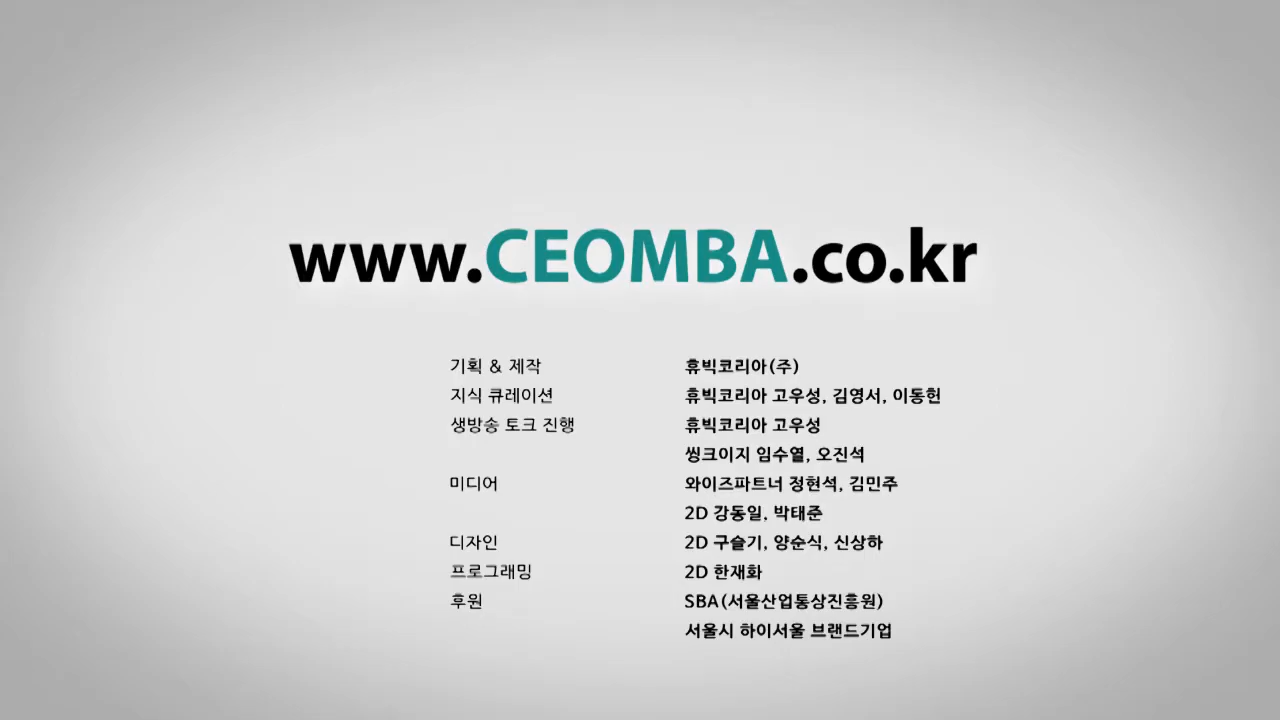 www.CEOMBA.co.kr
기획 & 제작 휴빅코리아(주)
지식 큐레이션 휴빅코리아 고우성, 김영서, 이동헌
생방송 토크 진행 휴빅코리아 고우성
씽크이지 임수열, 오진석
미디어 와이즈파트너 정현석, 김민주
2D 강동일, 박태준
디자인 2D 구슬기, 양순식, 신상하
프로그래밍 2D 한재화
후원 SBA(서울산업통상진흥원)
서울시 하이서울 브랜드기업